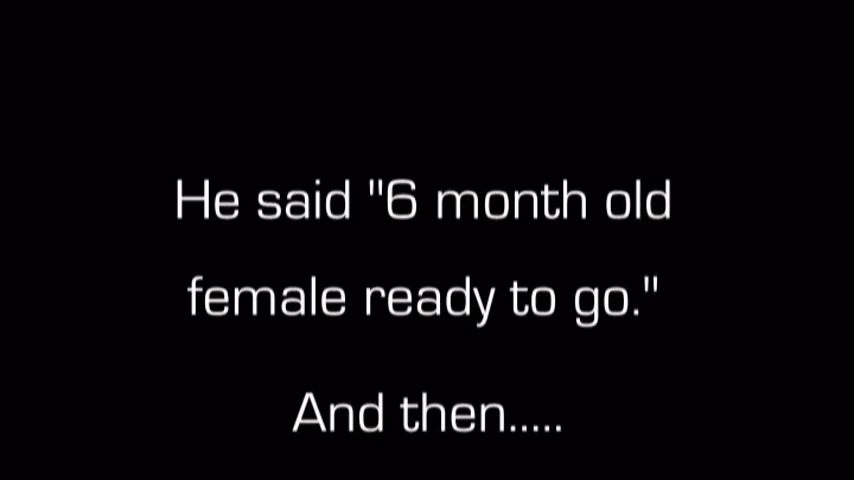 He said "6 month old
female ready to go."
And then.....